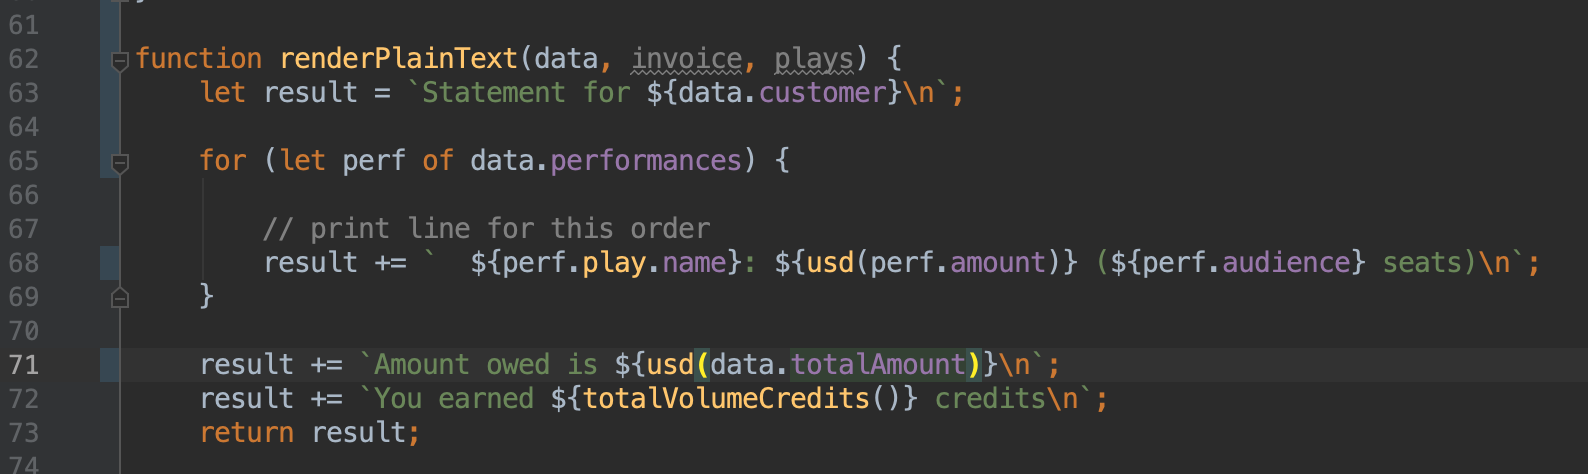 61
62 function renderPlainText(data, invoice, plays) {
63 let result = `Statement for ${data.customer}\n`;
64
65 for (let perf of data.performances) {
66
67 // print line for this order
68 result += `  ${perf.play.name}: ${usd(perf.amount)} (${perf.audience} seats)\n`;
69 }
70
71 result += `Amount owed is ${usd(data.totalAmount)}\n`;
72 result += `You earned ${totalVolumeCredits()} credits\n`;
73 return result;
74